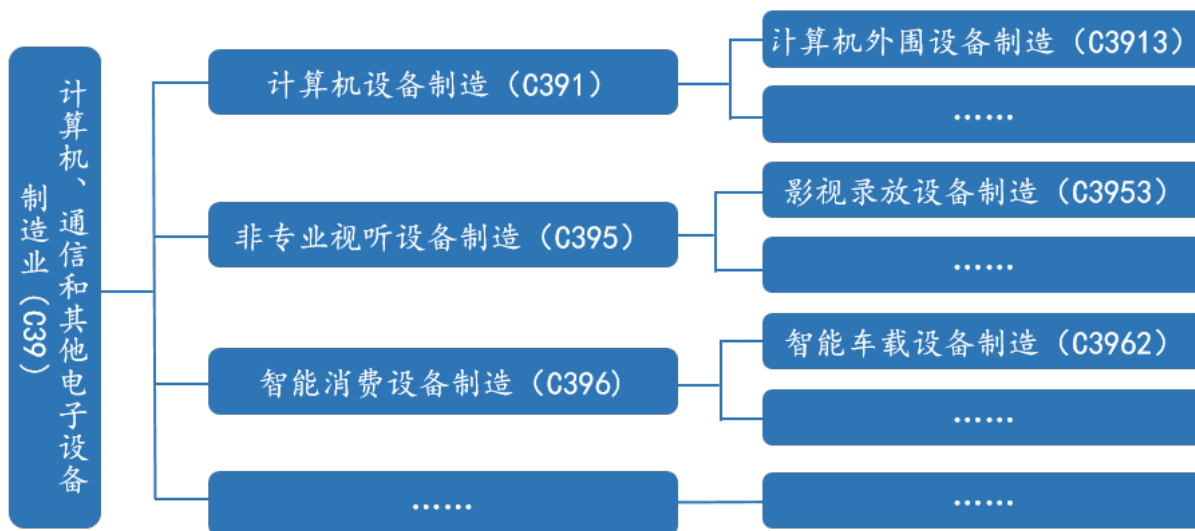 计算机、通信和其他电子设备
制造业（C39）
计算机设备制造（C391）
计算机外围设备制造（C3913）
……
非专业视听设备制造（C395）
影视录放设备制造（C3953）
……
智能消费设备制造（C396)
智能车载设备制造（C3962）
……
……
……